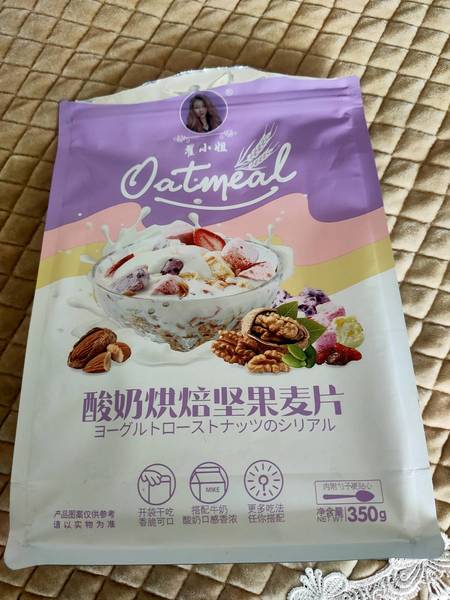 ®
崔小姐
Oatmeal
酸奶烘焙坚果麦片
ヨーグルトローストナッツのシリアル
产品图案仅供参考
请以实物为准
开袋干吃
香脆可口
MIKE
搭配牛奶
酸奶口感香浓
更多吃法
任你搭配
内附勺子更贴心
净含量
NET WT
350g